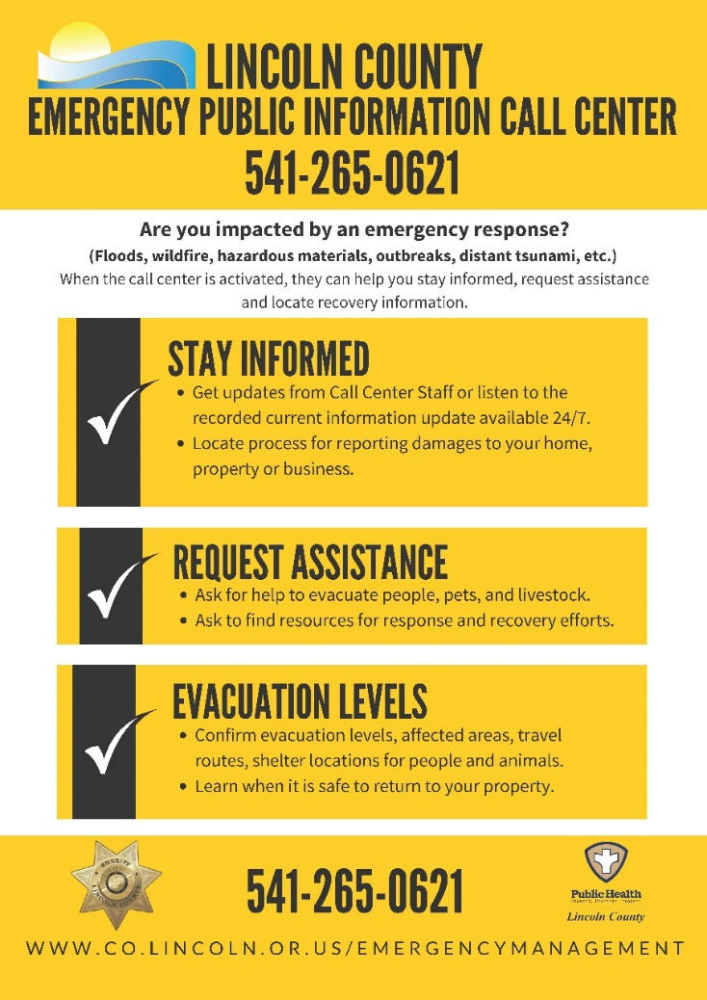 LINCOLN COUNTY
EMERGENCY PUBLIC INFORMATION CALL CENTER
541-265-0621
Are you impacted by an emergency response?
(Floods, wildfire, hazardous materials, outbreaks, distant tsunami, etc.)
When the call center is activated, they can help you stay informed, request assistance
and locate recovery information.
STAY INFORMED
• Get updates from Call Center Staff or listen to the
recorded current information update available 24/7.
• Locate process for reporting damages to your home,
property or business.
REQUEST ASSISTANCE
• Ask for help to evacuate people, pets, and livestock.
• Ask to find resources for response and recovery efforts.
EVACUATION LEVELS
• Confirm evacuation levels, affected areas, travel
routes, shelter locations for people and animals.
• Learn when it is safe to return to your property.
SHERIFF
LINCOLN COUNTY
541-265-0621
Public Health
Lincoln County
WWW.CO.LINCOLN.OR.US/EMERGENCYMANAGEMENT